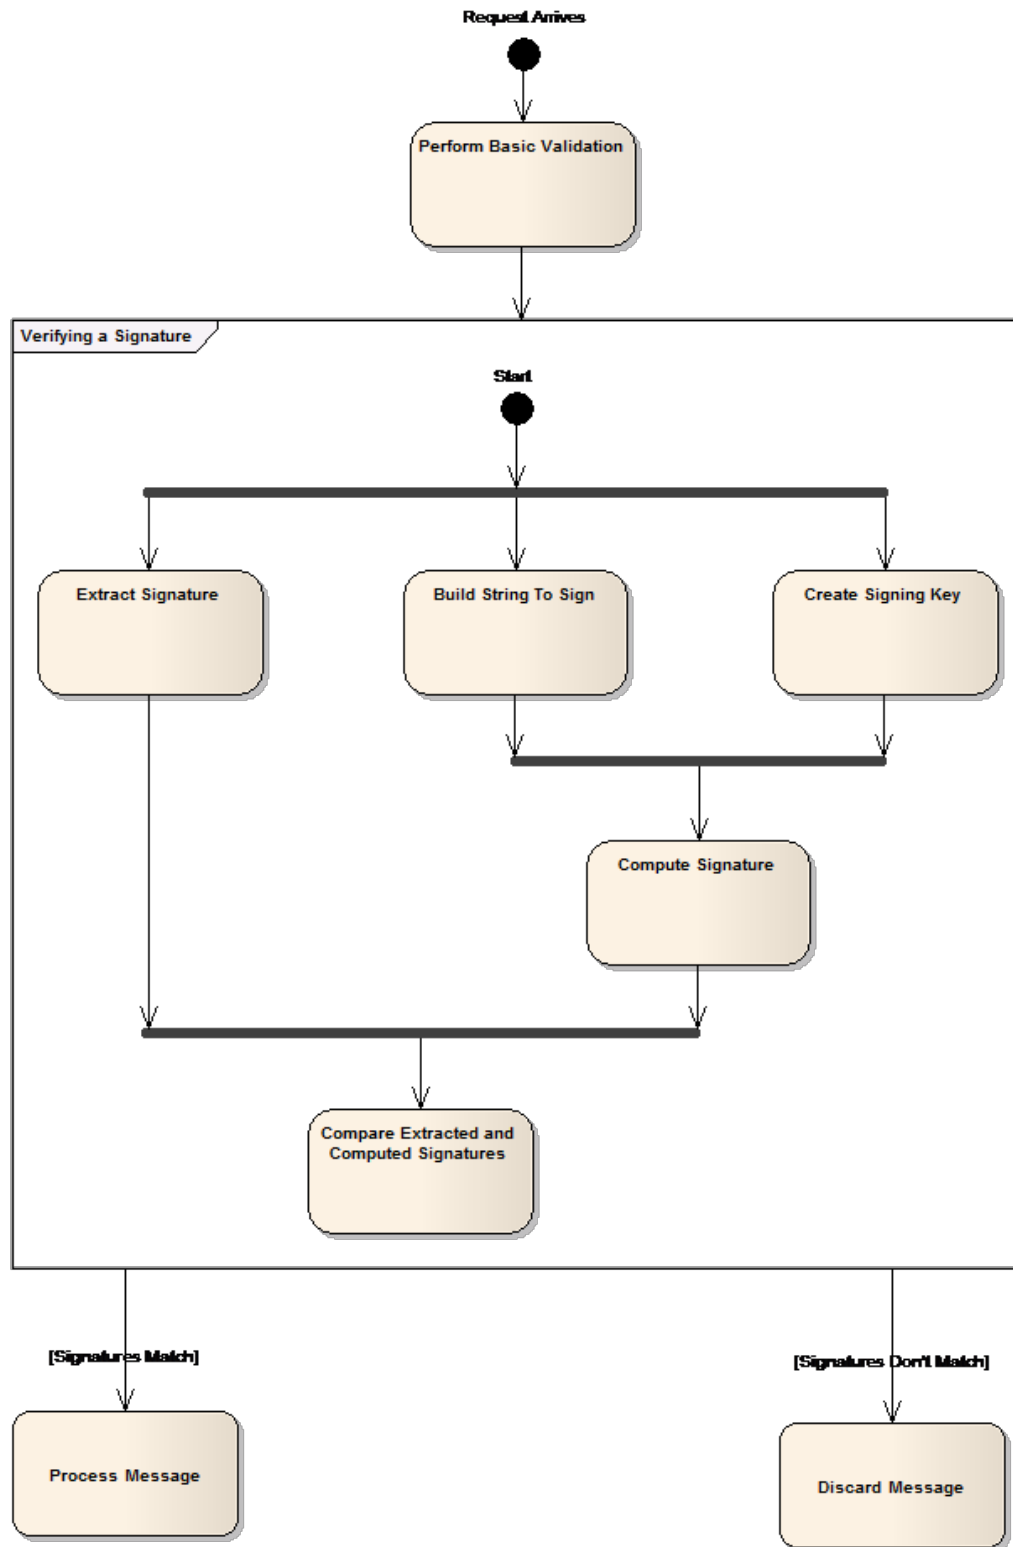 Request Arrives
Perform Basic Validation
Verifying a Signature
Start
Extract Signature
Build String To Sign
Create Signing Key
Compute Signature
Compare Extracted and
Computed Signatures
[Signatures Match]
[Signatures Don't Match]
Process Message
Discard Message